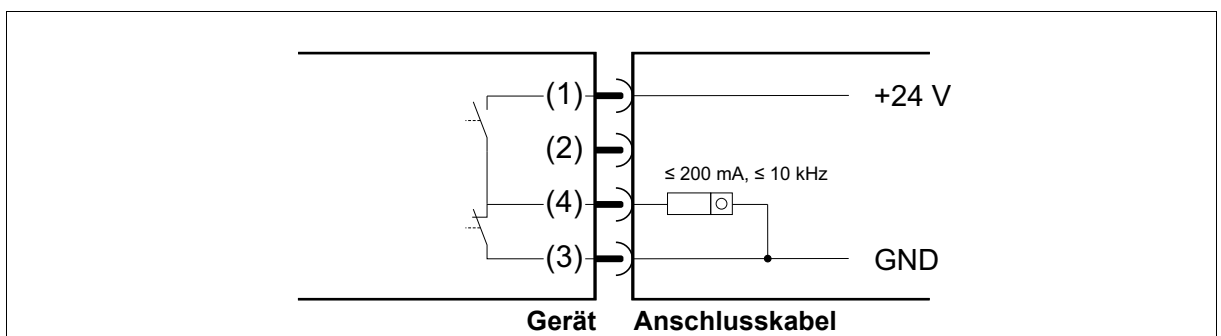 (1)
+24 V
(2)
≤ 200 mA, ≤ 10 kHz
(4)
(3)
GND
Gerät
Anschlusskabel